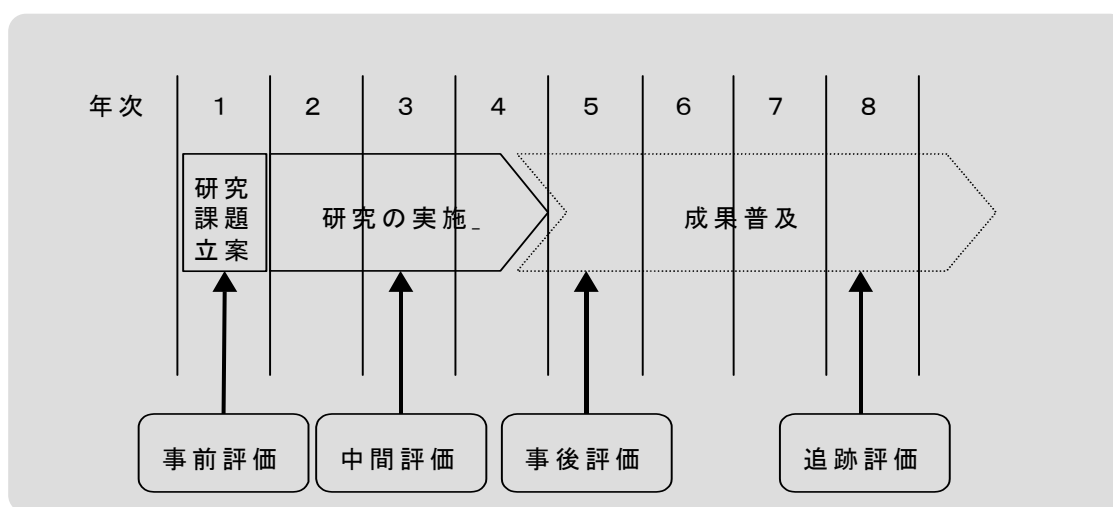 年次 1 2 3 4 5 6 7 8
研究
課題
立案
研究の実施_
成果普及
事前評価
中間評価
事後評価
追跡評価